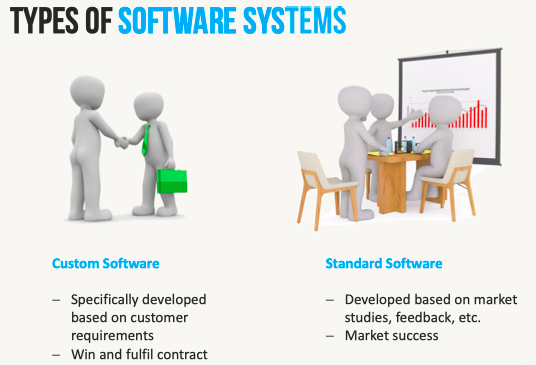 TYPES OF SOFTWARE SYSTEMS
Custom Software
– Specifically developed
based on customer
requirements
– Win and fulfil contract
Standard Software
– Developed based on market
studies, feedback, etc.
– Market success